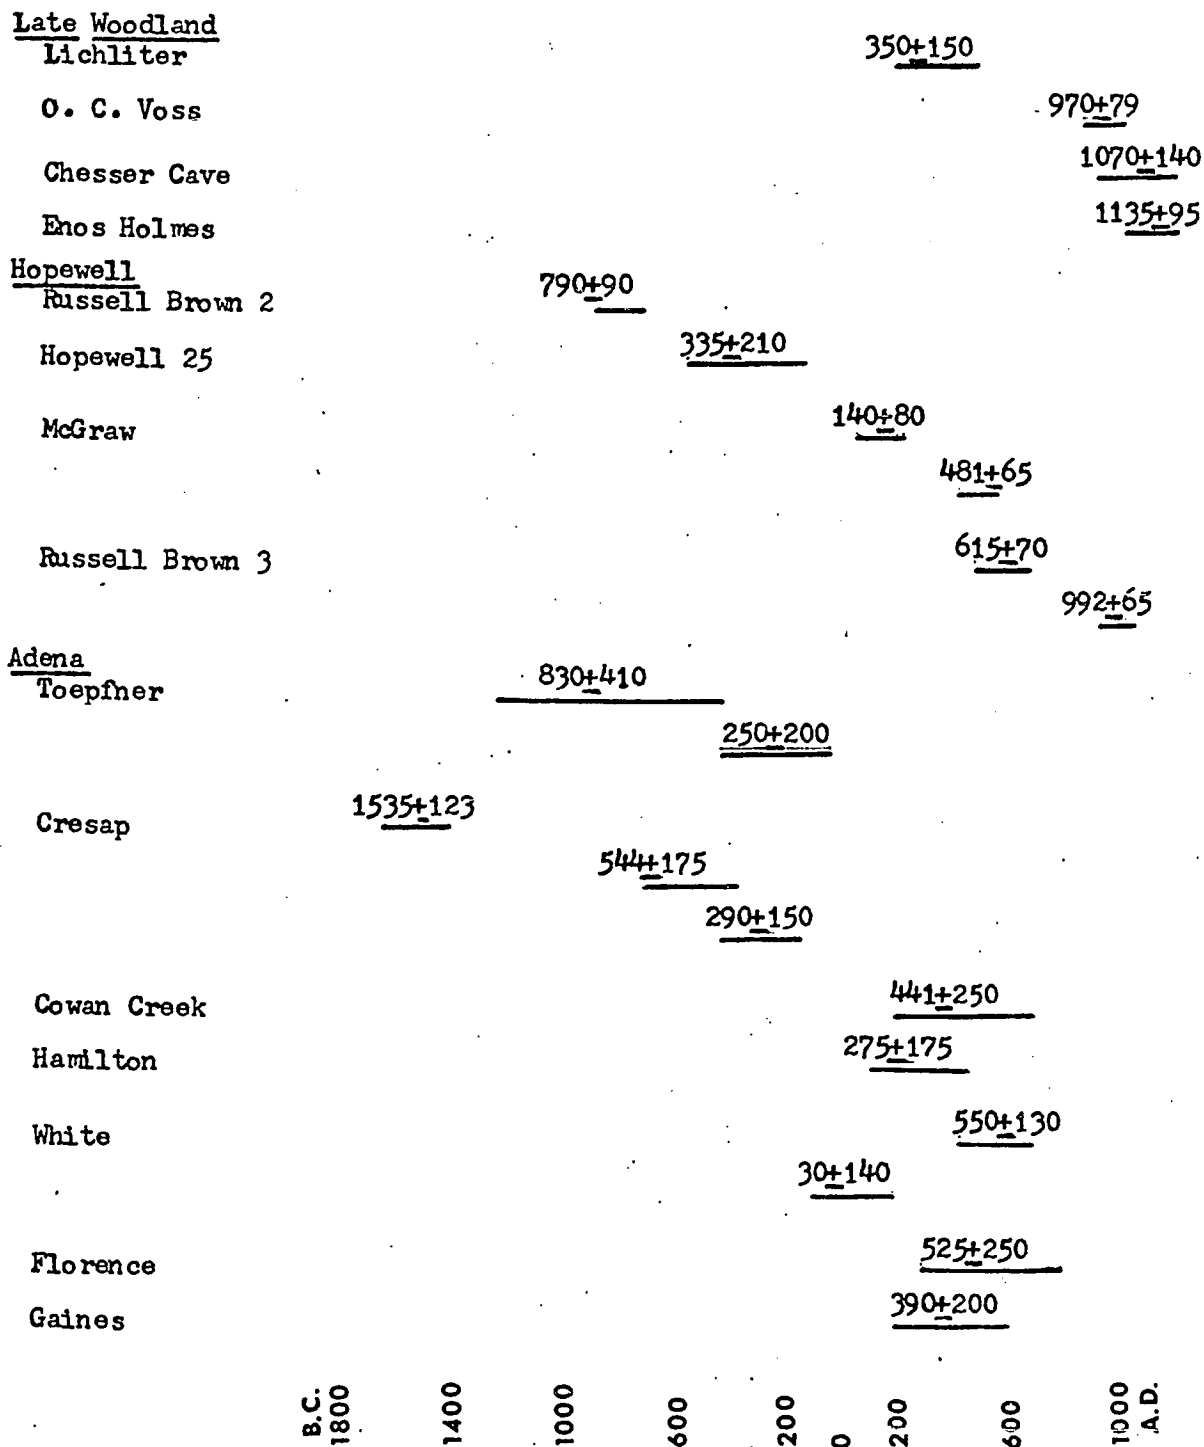 Late Woodland
Lichliter 350±150
O. C. Voss 970±79
Chesser Cave 1070±140
Enos Holmes 1135±95
Hopewell
Russell Brown 2 790±90
Hopewell 25 335±210
McGraw 140±80
481±65
Russell Brown 3 615±70
992±65
Adena
Toepfner 830±410
250±200
Cresap 1535±123
544±175
290±150
Cowan Creek 441±250
Hamilton 275±175
White 550±130
30±140
Florence 525±250
Gaines 390±200
B.C. 1800 1400 1000 600 200 0 200 600 1000 A.D.